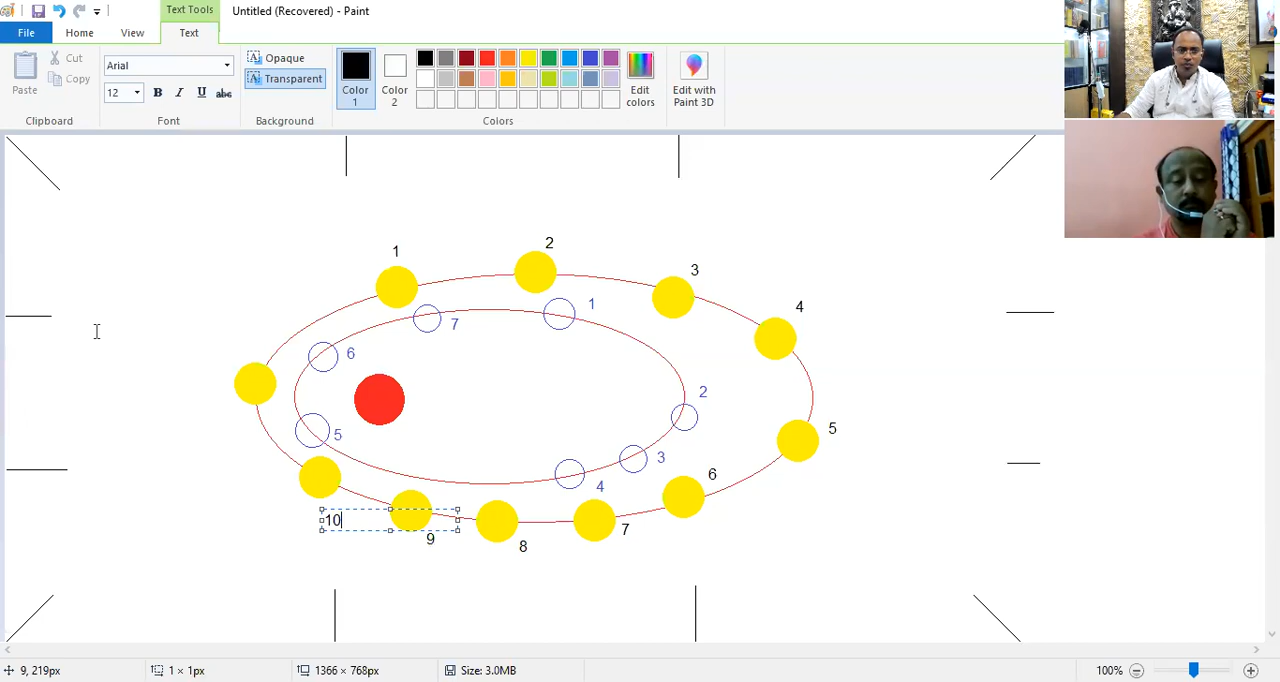 Text Tools
Untitled (Recovered) - Paint
File
Home
View
Text
Paste
Cut
Copy
Clipboard
Arial
12
B
I
U
abc
Font
Opaque
Transparent
Background
Color
1
Color
2
Edit
colors
Colors
Edit with
Paint 3D
1
2
3
4
5
6
7
8
9
10
1
2
3
4
5
6
7
9, 219px
1 × 1px
1366 × 768px
Size: 3.0MB
100%